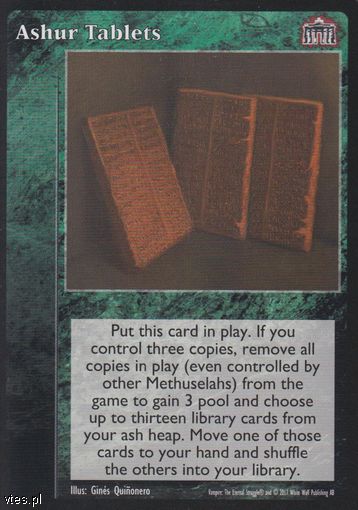 Ashur Tablets
Put this card in play. If you
control three copies, remove all
copies in play (even controlled by
other Methuselahs) from the
game to gain 3 pool and choose
up to thirteen library cards from
your ash heap. Move one of those
cards to your hand and shuffle
the others into your library.
Illus: Ginés Quiñonero
Vampire: The Eternal Struggle® and © 2017 White Wolf Publishing AB
vtes.pl